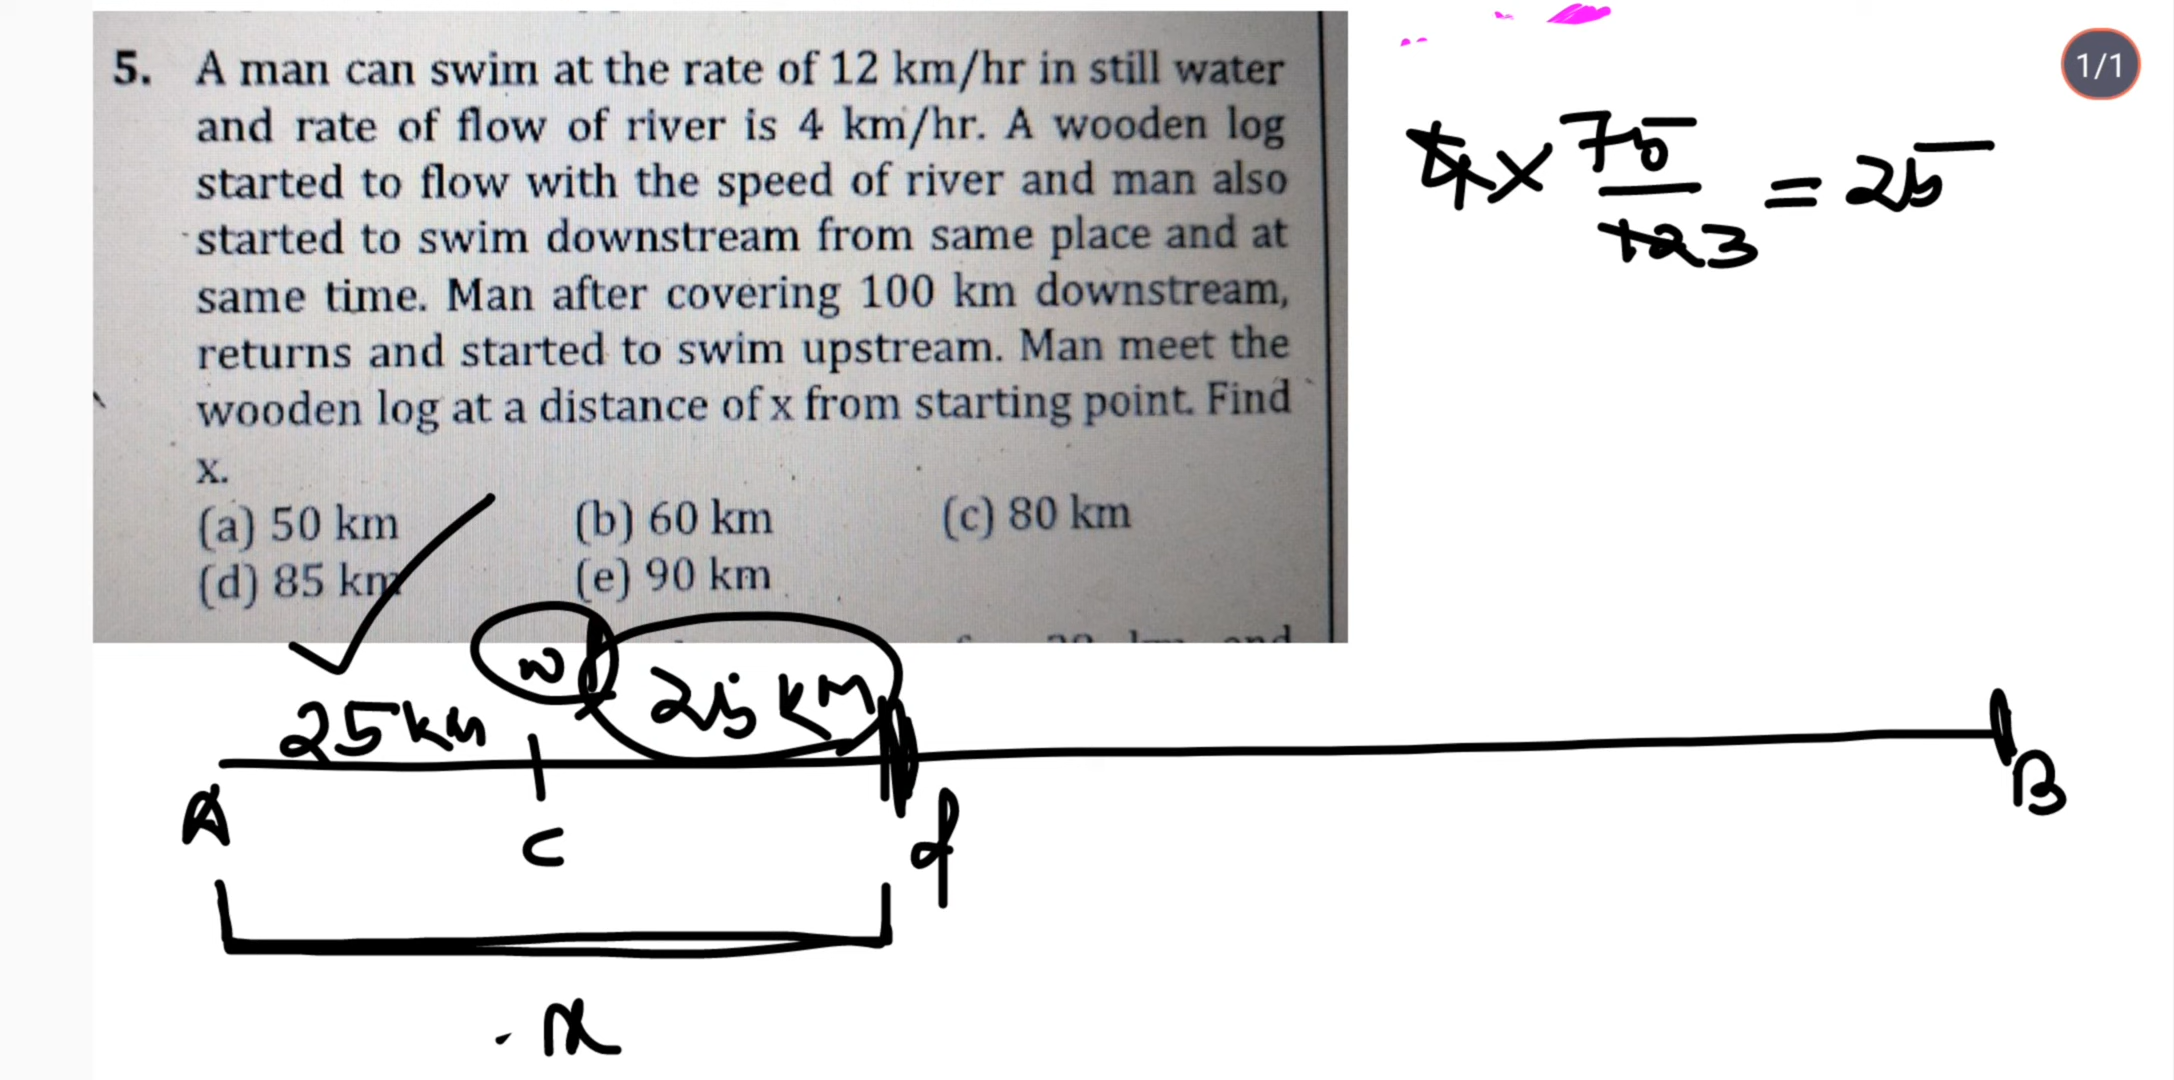 5. A man can swim at the rate of 12 km/hr in still water
and rate of flow of river is 4 km/hr. A wooden log
started to flow with the speed of river and man also
started to swim downstream from same place and at
same time. Man after covering 100 km downstream,
returns and started to swim upstream. Man meet the
wooden log at a distance of x from starting point. Find
x.
(a) 50 km (b) 60 km (c) 80 km
(d) 85 km (e) 90 km
1/1
4 × 75 / 12 3 = 25
W
25 km 25 KM
A C P B
x